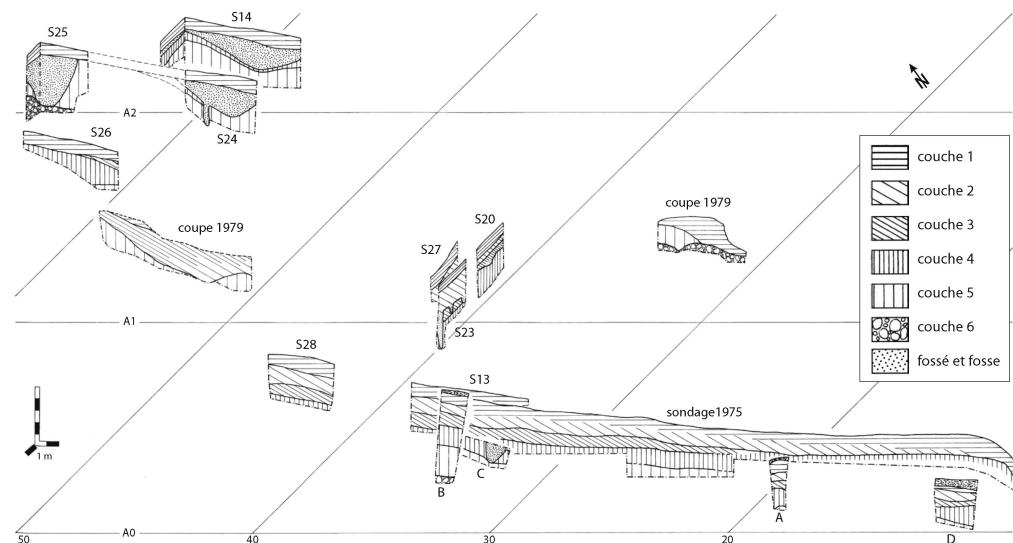 S14
S25
N
A2
S24
S26
couche 1
couche 2
couche 3
couche 4
couche 5
couche 6
fossé et fosse
coupe 1979
coupe 1979
S20
S27
A1
S23
S28
S13
sondage1975
1 m
C
B
A
D
A0
50
40
30
20